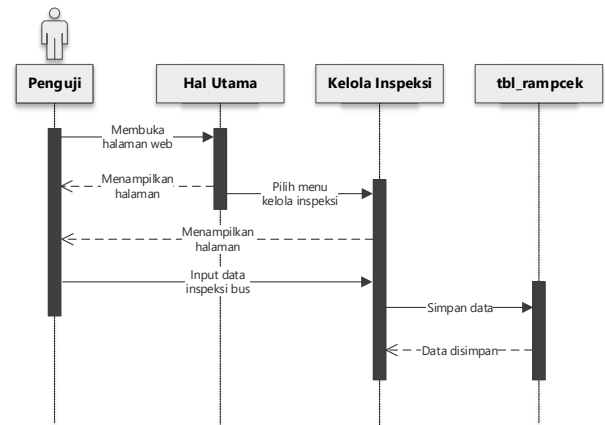 Penguji
Hal Utama
Kelola Inspeksi
tbl_rampcek
Membuka
halaman web
Menampilkan
halaman
Pilih menu
kelola inspeksi
Menampilkan
halaman
Input data
inspeksi bus
Simpan data
Data disimpan